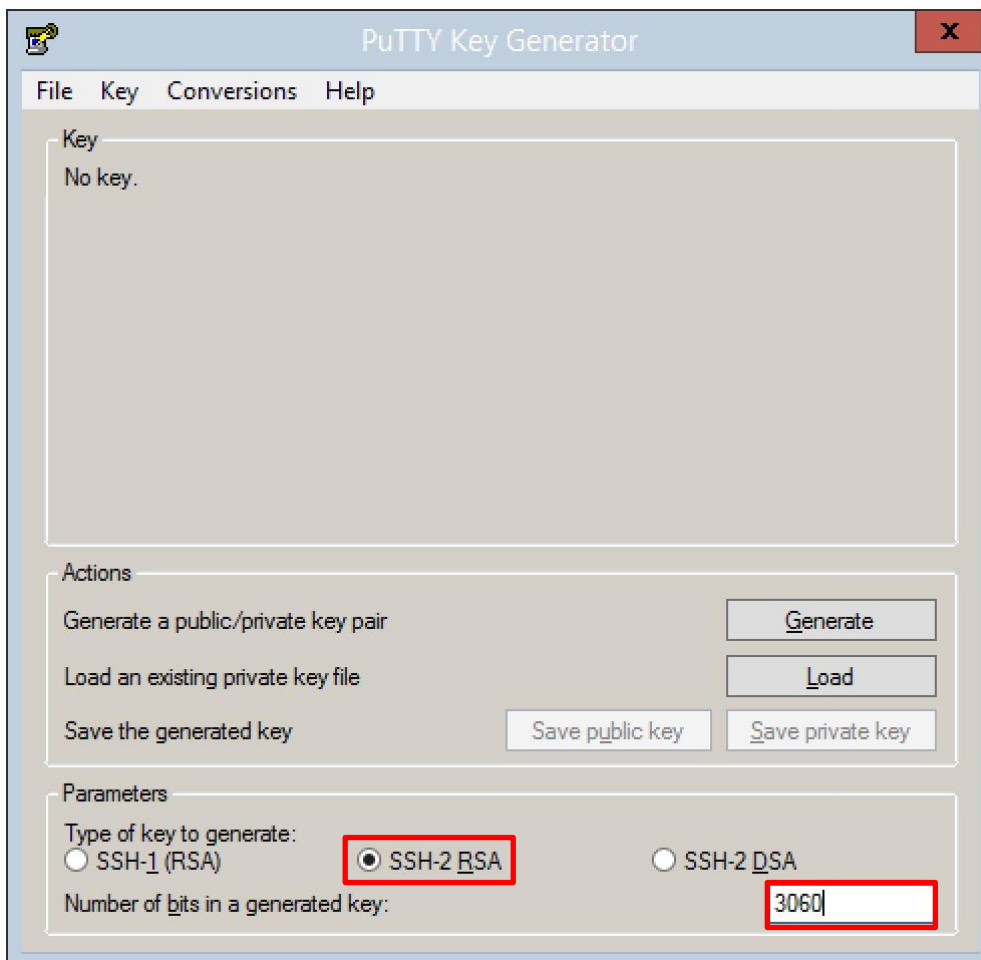 PuTTY Key Generator
x
File Key Conversions Help
Key
No key.
Actions
Generate a public/private key pair
Generate
Load an existing private key file
Load
Save the generated key
Save public key
Save private key
Parameters
Type of key to generate:
SSH-1 (RSA)
SSH-2 RSA
SSH-2 DSA
Number of bits in a generated key:
3060